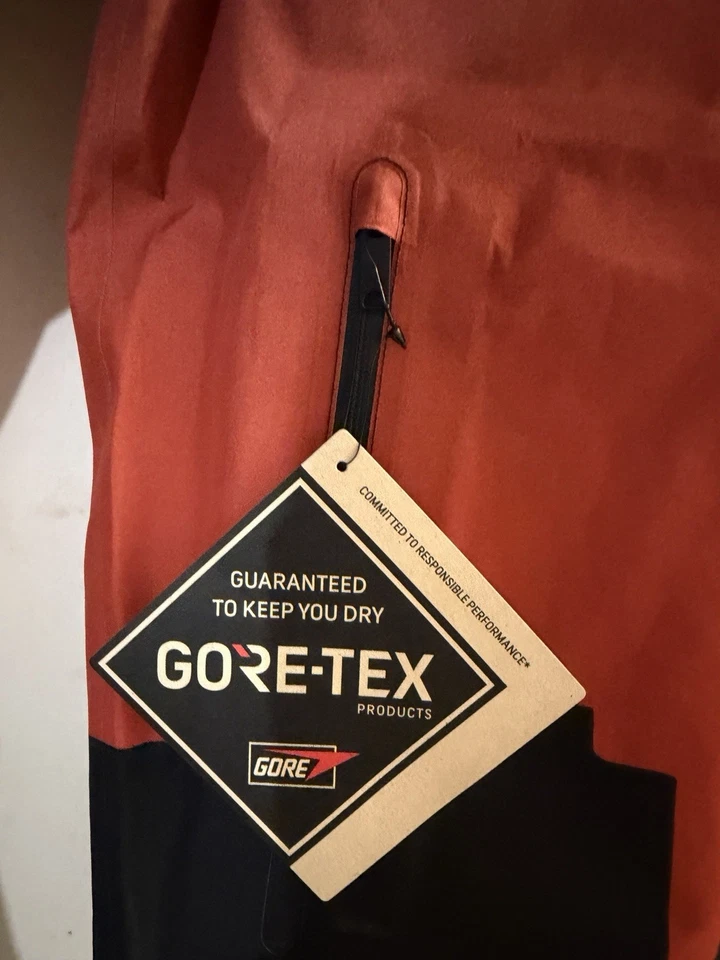 COMMITTED TO RESPONSIBLE PERFORMANCE*
GUARANTEED
TO KEEP YOU DRY
GORE-TEX
PRODUCTS
GORE